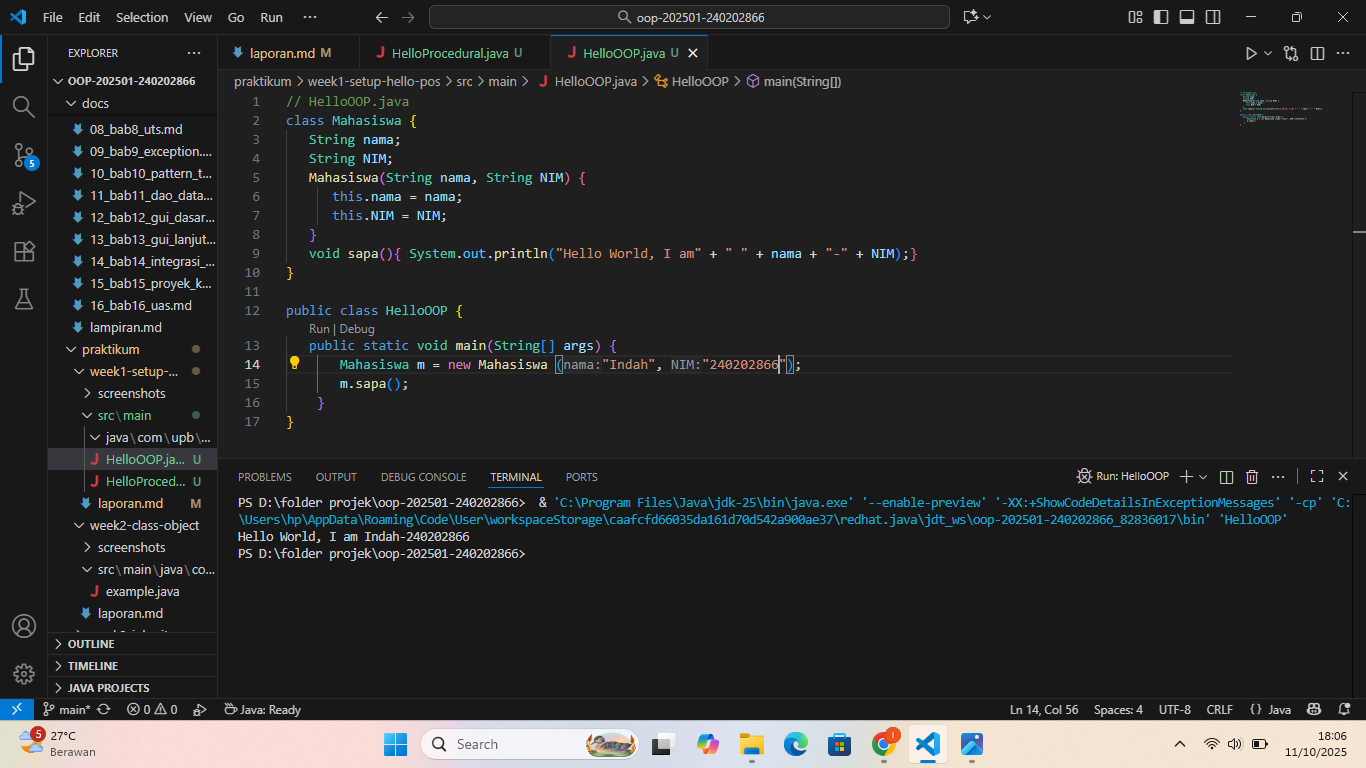 File Edit Selection View Go Run ···
oop-202501-240202866
EXPLORER ···
OOP-202501-240202866
docs
08_bab8_uts.md
09_bab9_exception....
10_bab10_pattern_t...
11_bab11_dao_data...
12_bab12_gui_dasar...
13_bab13_gui_lanjut...
14_bab14_integrasi_...
15_bab15_proyek_k...
16_bab16_uas.md
lampiran.md
praktikum
week1-setup-...
screenshots
src\main
java\com\upb\...
HelloOOP.ja... U
HelloProced... U
laporan.md M
week2-class-object
screenshots
src\main\java\co...
example.java
laporan.md
OUTLINE
TIMELINE
JAVA PROJECTS
5
laporan.md M HelloProcedural.java U HelloOOP.java U
praktikum > week1-setup-hello-pos > src > main > HelloOOP.java > HelloOOP > main(String[])
1 // HelloOOP.java
2 class Mahasiswa {
3 String nama;
4 String NIM;
5 Mahasiswa(String nama, String NIM) {
6 this.nama = nama;
7 this.NIM = NIM;
8 }
9 void sapa(){ System.out.println("Hello World, I am" + " " + nama + "-" + NIM);}
10 }
11
12 public class HelloOOP {
Run | Debug
13 public static void main(String[] args) {
14 Mahasiswa m = new Mahasiswa (nama:"Indah", NIM:"240202866");
15 m.sapa();
16 }
17 }
PROBLEMS OUTPUT DEBUG CONSOLE TERMINAL PORTS
Run: HelloOOP
PS D:\folder projek\oop-202501-240202866> & 'C:\Program Files\Java\jdk-25\bin\java.exe' '--enable-preview' '-XX:+ShowCodeDetailsInExceptionMessages' '-cp' 'C:
\Users\hp\AppData\Roaming\Code\User\workspaceStorage\caafcfd66035da161d70d542a900ae37\redhat.java\jdt_ws\oop-202501-240202866_82836017\bin' 'HelloOOP'
Hello World, I am Indah-240202866
PS D:\folder projek\oop-202501-240202866>
main* 0 0 Java: Ready
Ln 14, Col 56 Spaces: 4 UTF-8 CRLF {} Java
5
27°C
Berawan
Search
1
18:06
11/10/2025